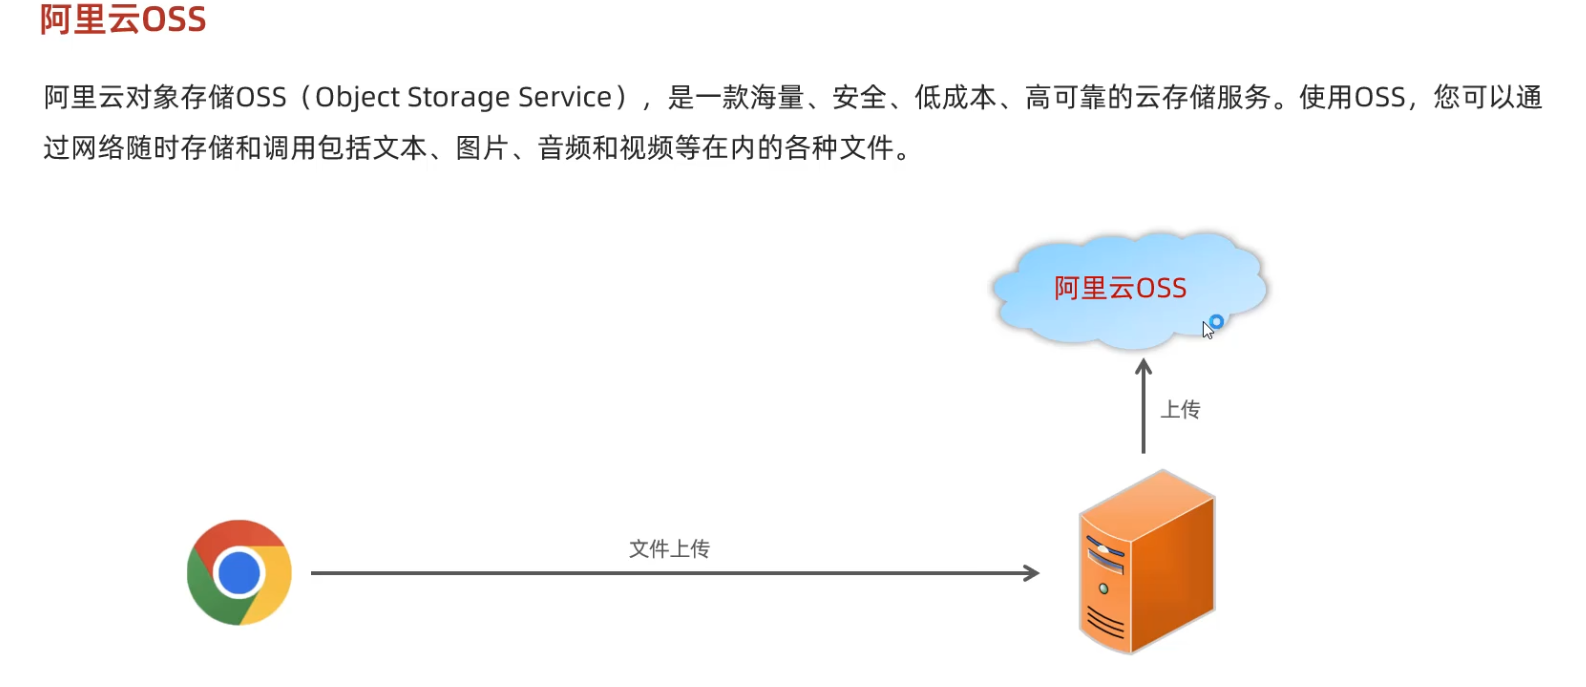 阿里云OSS
阿里云对象存储OSS（Object Storage Service），是一款海量、安全、低成本、高可靠的云存储服务。使用OSS，您可以通
过网络随时存储和调用包括文本、图片、音频和视频等在内的各种文件。
阿里云OSS
上传
文件上传